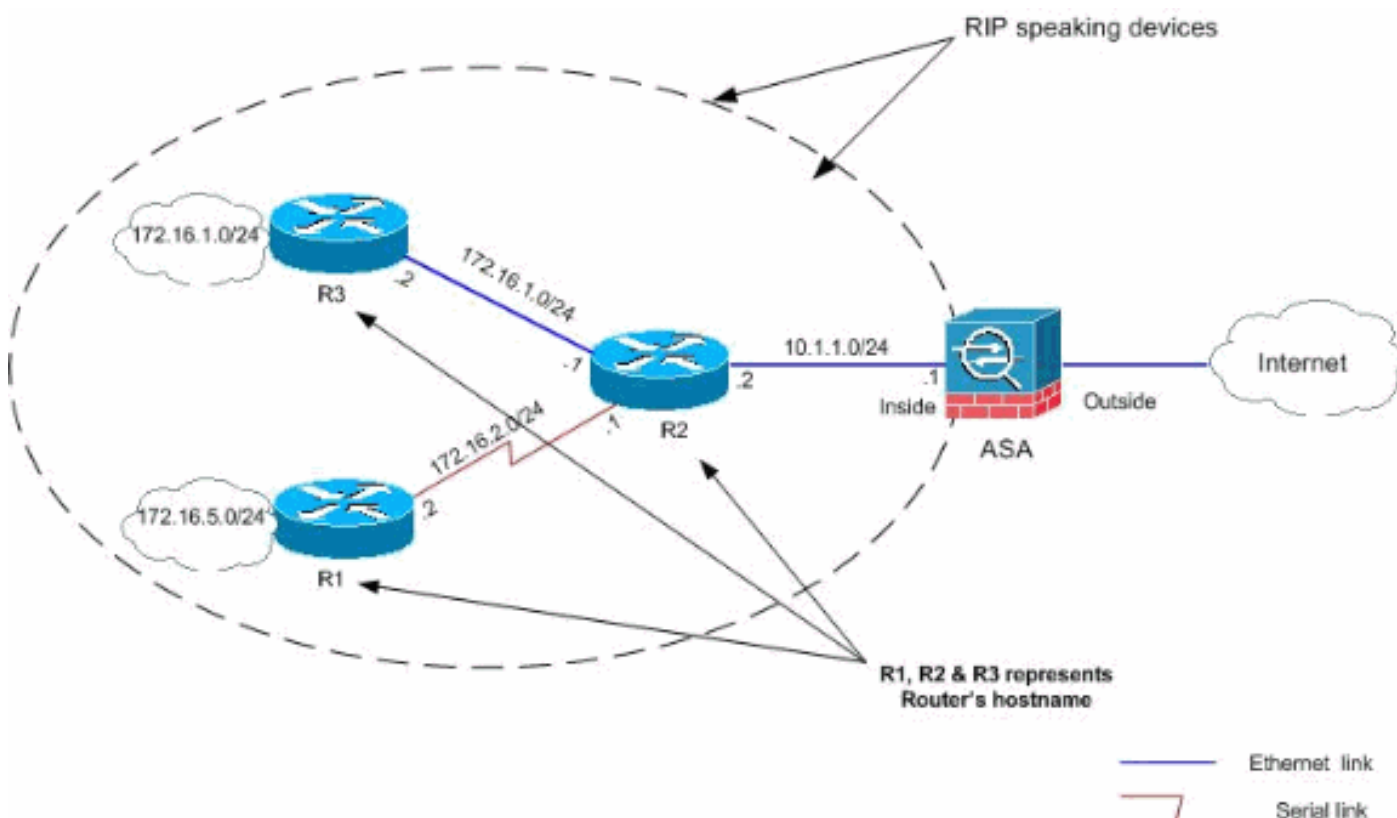 RIP speaking devices
172.16.1.0/24
R3
.2
172.16.1.0/24
.1
10.1.1.0/24
.2
.1
R2
Inside
Outside
ASA
Internet
172.16.2.0/24
.1
.2
172.16.5.0/24
R1
R1, R2 & R3 represents
Router's hostname
Ethernet link
Serial link